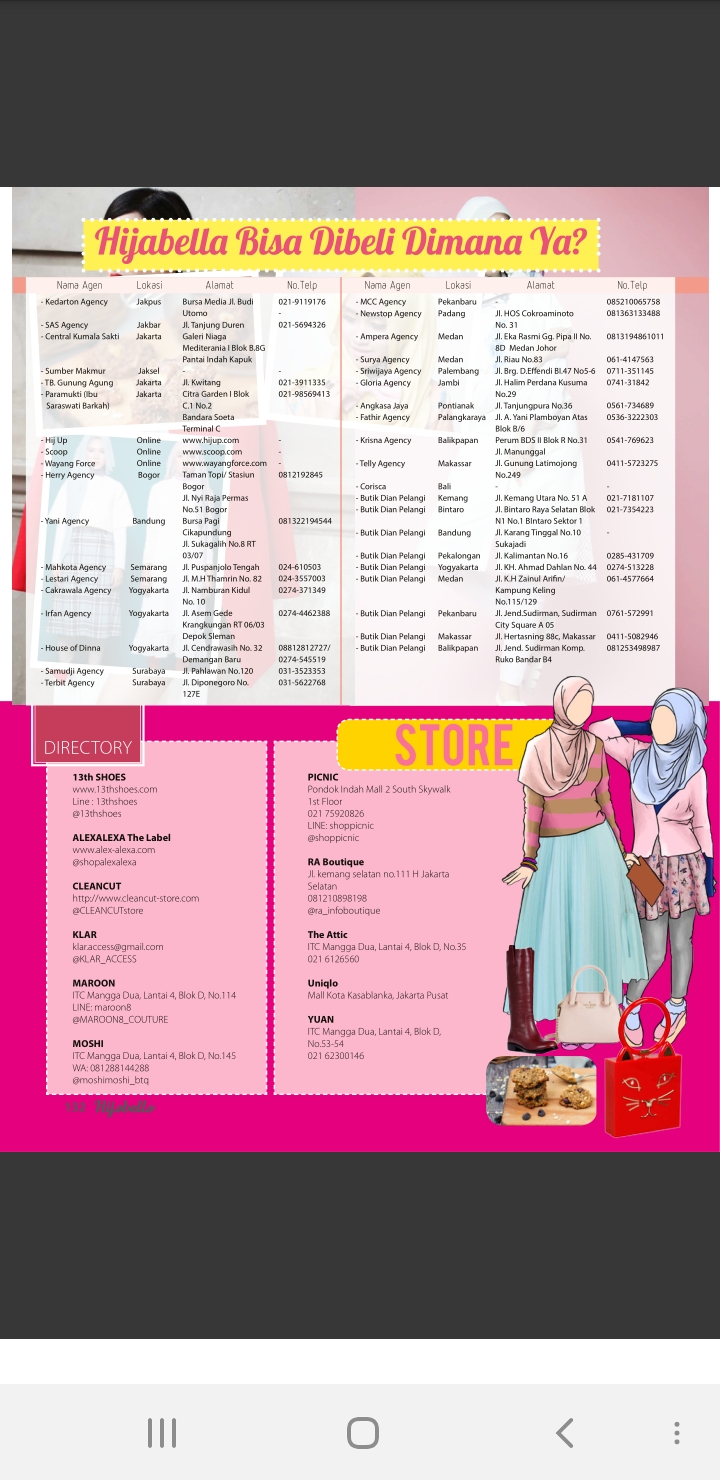 Hijabella Bisa Dibeli Dimana Ya?
Nama Agen Lokasi Alamat No.Telp
- Kedarton Agency Jakpus Bursa Media Jl. Budi 021-9119176
Utomo -
- SAS Agency Jakbar Jl. Tanjung Duren 021-5694326
- Central Kumala Sakti Jakarta Galeri Niaga
Mediterania I Blok B.8G
Pantai Indah Kapuk
- Sumber Makmur Jaksel - -
- TB. Gunung Agung Jakarta Jl. Kwitang 021-3911335
- Paramukti (Ibu Jakarta Citra Garden I Blok 021-98569413
Saraswati Barkah) C.1 No.2
Bandara Soeta
Terminal C
- Hij Up Online www.hijup.com -
- Scoop Online www.scoop.com -
- Wayang Force Online www.wayangforce.com -
- Herry Agency Bogor Taman Topi/ Stasiun 0812192845
Bogor
Jl. Nyi Raja Permas
No.51 Bogor
- Yani Agency Bandung Bursa Pagi 081322194544
Cikapundung
Jl. Sukagalih No.8 RT
03/07
- Mahkota Agency Semarang Jl. Puspanjolo Tengah 024-610503
- Lestari Agency Semarang Jl. M.H Thamrin No. 82 024-3557003
- Cakrawala Agency Yogyakarta Jl. Namburan Kidul 0274-371349
No. 10
- Irfan Agency Yogyakarta Jl. Asem Gede 0274-4462388
Krangkungan RT 06/03
Depok Sleman
- House of Dinna Yogyakarta Jl. Cendrawasih No. 32 08812812727/
Demangan Baru 0274-545519
- Samudji Agency Surabaya Jl. Pahlawan No.120 031-3523353
- Terbit Agency Surabaya Jl. Diponegoro No. 031-5622768
127E
Nama Agen Lokasi Alamat No.Telp
- MCC Agency Pekanbaru - 085210065758
- Newstop Agency Padang Jl. HOS Cokroaminoto 081363133488
No. 31
- Ampera Agency Medan Jl. Eka Rasmi Gg. Pipa II No. 0813194861011
8D Medan Johor
- Surya Agency Medan Jl. Riau No.83 061-4147563
- Sriwijaya Agency Palembang Jl. Brg. D.Effendi Bl.47 No5-6 0711-351145
- Gloria Agency Jambi Jl. Halim Perdana Kusuma 0741-31842
No.29
- Angkasa Jaya Pontianak Jl. Tanjungpura No.36 0561-734689
- Fathir Agency Palangkaraya Jl. A. Yani Plamboyan Atas 0536-3222303
Blok B/6
- Krisna Agency Balikpapan Perum BDS II Blok R No.31 0541-769623
Jl. Manunggal
- Telly Agency Makassar Jl. Gunung Latimojong 0411-5723275
No.249
- Corisca Bali - -
- Butik Dian Pelangi Kemang Jl. Kemang Utara No. 51 A 021-7181107
- Butik Dian Pelangi Bintaro Jl. Bintaro Raya Selatan Blok 021-7354223
N1 No.1 BIntaro Sektor 1
- Butik Dian Pelangi Bandung Jl. Karang Tinggal No.10 -
Sukajadi
- Butik Dian Pelangi Pekalongan Jl. Kalimantan No.16 0285-431709
- Butik Dian Pelangi Yogyakarta Jl. KH. Ahmad Dahlan No. 44 0274-513228
- Butik Dian Pelangi Medan Jl. K.H Zainul Arifin/ 061-4577664
Kampung Keling
No.115/129
- Butik Dian Pelangi Pekanbaru Jl. Jend.Sudirman, Sudirman 0761-572991
City Square A 05
- Butik Dian Pelangi Makassar Jl. Hertasning 88c, Makassar 0411-5082946
- Butik Dian Pelangi Balikpapan Jl. Jend. Sudirman Komp. 081253498987
Ruko Bandar B4
DIRECTORY
STORE
13th SHOES
www.13thshoes.com
Line : 13thshoes
@13thshoes
ALEXALEXA The Label
www.alex-alexa.com
@shopalexalexa
CLEANCUT
http://www.cleancut-store.com
@CLEANCUTstore
KLAR
klar.access@gmail.com
@KLAR_ACCESS
MAROON
ITC Mangga Dua, Lantai 4, Blok D, No.114
LINE: maroon8
@MAROON8_COUTURE
MOSHI
ITC Mangga Dua, Lantai 4, Blok D, No.145
WA: 081288144288
@moshimoshi_btq
PICNIC
Pondok Indah Mall 2 South Skywalk
1st Floor
021 75920826
LINE: shoppicnic
@shoppicnic
RA Boutique
Jl. kemang selatan no.111 H Jakarta
Selatan
081210898198
@ra_infoboutique
The Attic
ITC Mangga Dua, Lantai 4, Blok D, No.35
021 6126560
Uniqlo
Mall Kota Kasablanka, Jakarta Pusat
YUAN
ITC Mangga Dua, Lantai 4, Blok D,
No.53-54
021 62300146
Hijabella